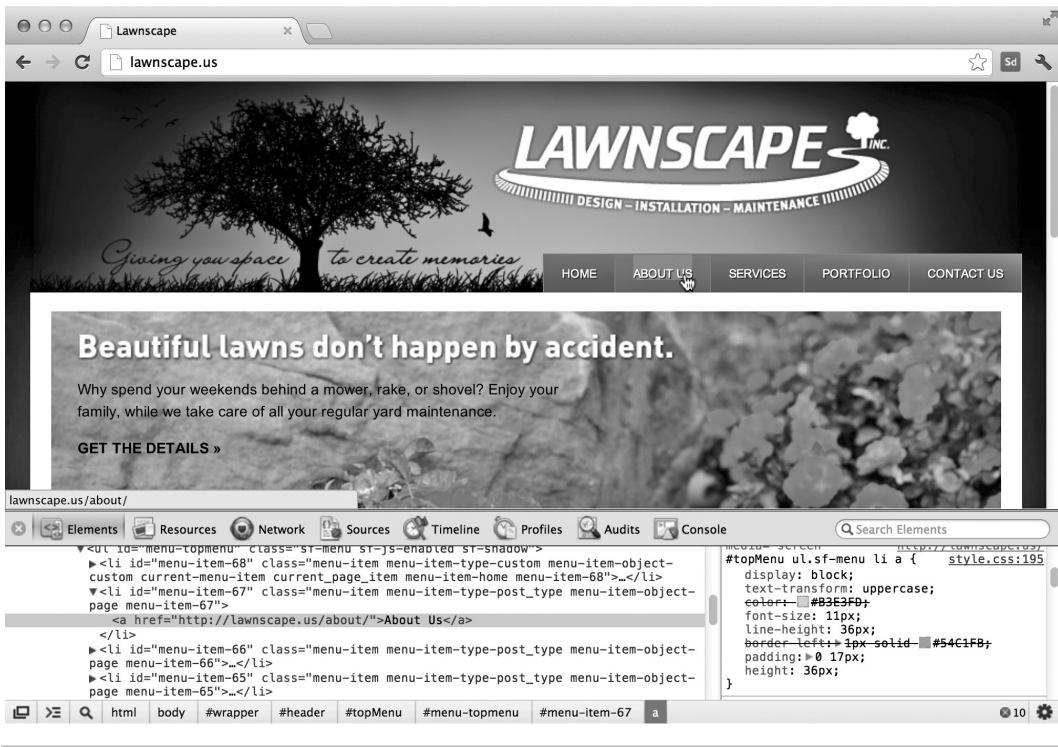 Lawnscape
lawnscape.us
Sd
LAWNSCAPE INC.
DESIGN – INSTALLATION – MAINTENANCE
Giving you space to create memories
HOME ABOUT US SERVICES PORTFOLIO CONTACT US
Beautiful lawns don't happen by accident.
Why spend your weekends behind a mower, rake, or shovel? Enjoy your
family, while we take care of all your regular yard maintenance.
GET THE DETAILS »
lawnscape.us/about/
Elements Resources Network Sources Timeline Profiles Audits Console Search Elements
▼<ul id="menu-topmenu" class="sf-menu sf-js-enabled sf-shadow">
▶<li id="menu-item-68" class="menu-item menu-item-type-custom menu-item-object-
custom current-menu-item current_page_item menu-item-home menu-item-68">…</li>
▼<li id="menu-item-67" class="menu-item menu-item-type-post_type menu-item-object-
page menu-item-67">
<a href="http://lawnscape.us/about/">About Us</a>
</li>
▶<li id="menu-item-66" class="menu-item menu-item-type-post_type menu-item-object-
page menu-item-66">…</li>
▶<li id="menu-item-65" class="menu-item menu-item-type-post_type menu-item-object-
page menu-item-65">…</li>
media="screen" http://lawnscape.us/
#topMenu ul.sf-menu li a { style.css:195
display: block;
text-transform: uppercase;
color: #B3E3FD;
font-size: 11px;
line-height: 36px;
border-left:▶1px solid #54C1FB;
padding:▶0 17px;
height: 36px;
}
html body #wrapper #header #topMenu #menu-topmenu #menu-item-67 a 10